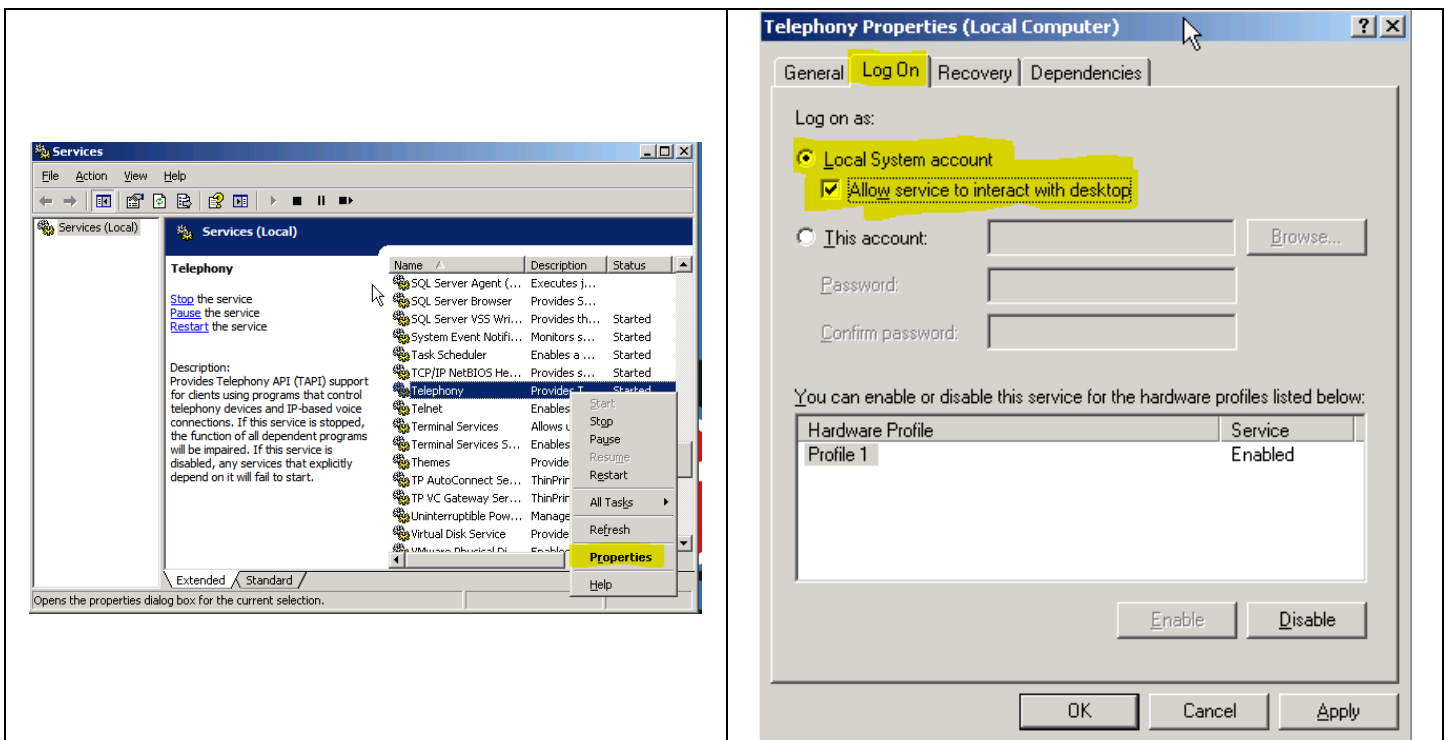 Services
File Action View Help
Services (Local)
Services (Local)
Telephony
Stop the service
Pause the service
Restart the service
Description:
Provides Telephony API (TAPI) support
for clients using programs that control
telephony devices and IP-based voice
connections. If this service is stopped,
the function of all dependent programs
will be impaired. If this service is
disabled, any services that explicitly
depend on it will fail to start.
Name Description Status
SQL Server Agent (... Executes j...
SQL Server Browser Provides S...
SQL Server VSS Wri... Provides th... Started
System Event Notifi... Monitors s... Started
Task Scheduler Enables a ... Started
TCP/IP NetBIOS He... Provides s... Started
Telephony Provides T... Started
Telnet Enables
Terminal Services Allows u
Terminal Services S... Enables
Themes Provide
TP AutoConnect Se... ThinPrin
TP VC Gateway Ser... ThinPrin
Uninterruptible Pow... Manage
Virtual Disk Service Provide
VMware Physical Di... Enable
Start
Stop
Pause
Resume
Restart
All Tasks
Refresh
Properties
Help
Extended Standard
Opens the properties dialog box for the current selection.
Telephony Properties (Local Computer)
General Log On Recovery Dependencies
Log on as:
Local System account
Allow service to interact with desktop
This account: Browse...
Password:
Confirm password:
You can enable or disable this service for the hardware profiles listed below:
Hardware Profile Service
Profile 1 Enabled
Enable Disable
OK Cancel Apply